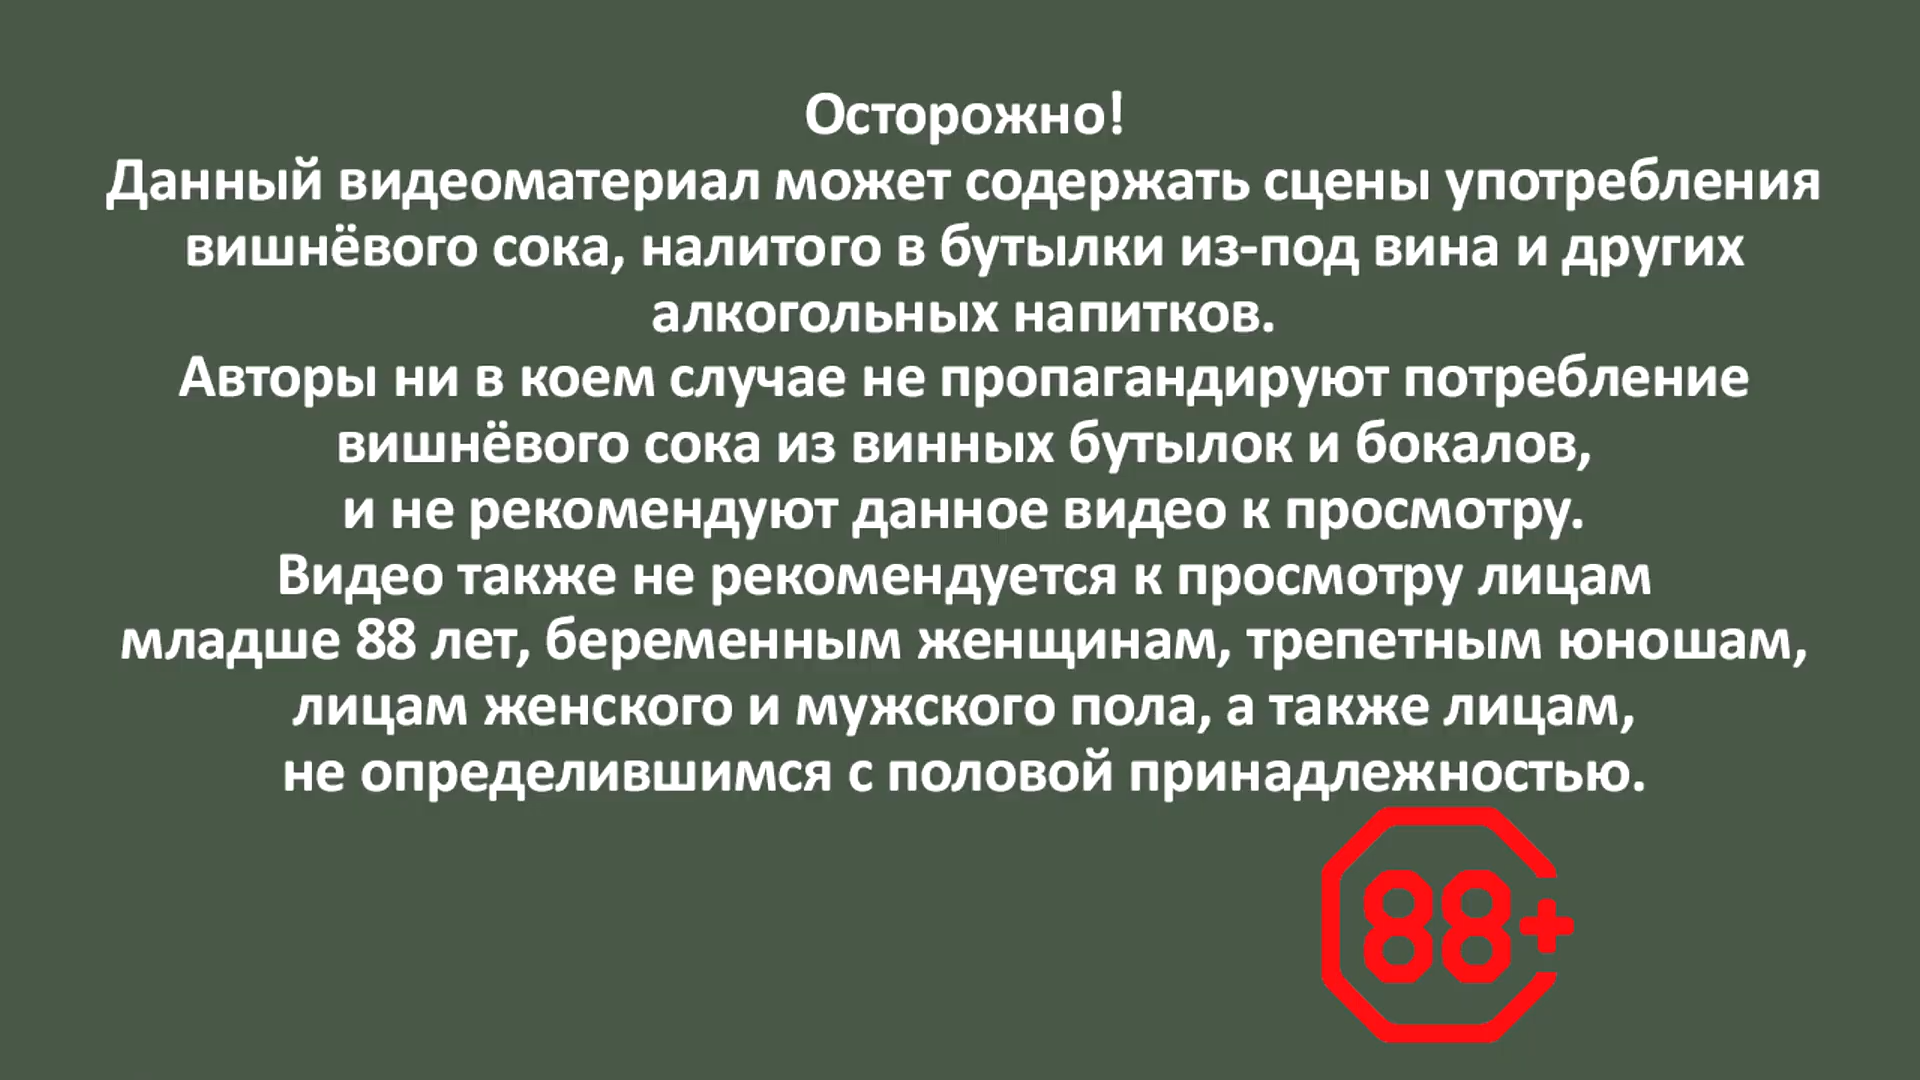 Осторожно!
Данный видеоматериал может содержать сцены употребления
вишнёвого сока, налитого в бутылки из-под вина и других
алкогольных напитков.
Авторы ни в коем случае не пропагандируют потребление
вишнёвого сока из винных бутылок и бокалов,
и не рекомендуют данное видео к просмотру.
Видео также не рекомендуется к просмотру лицам
младше 88 лет, беременным женщинам, трепетным юношам,
лицам женского и мужского пола, а также лицам,
не определившимся с половой принадлежностью.
88+